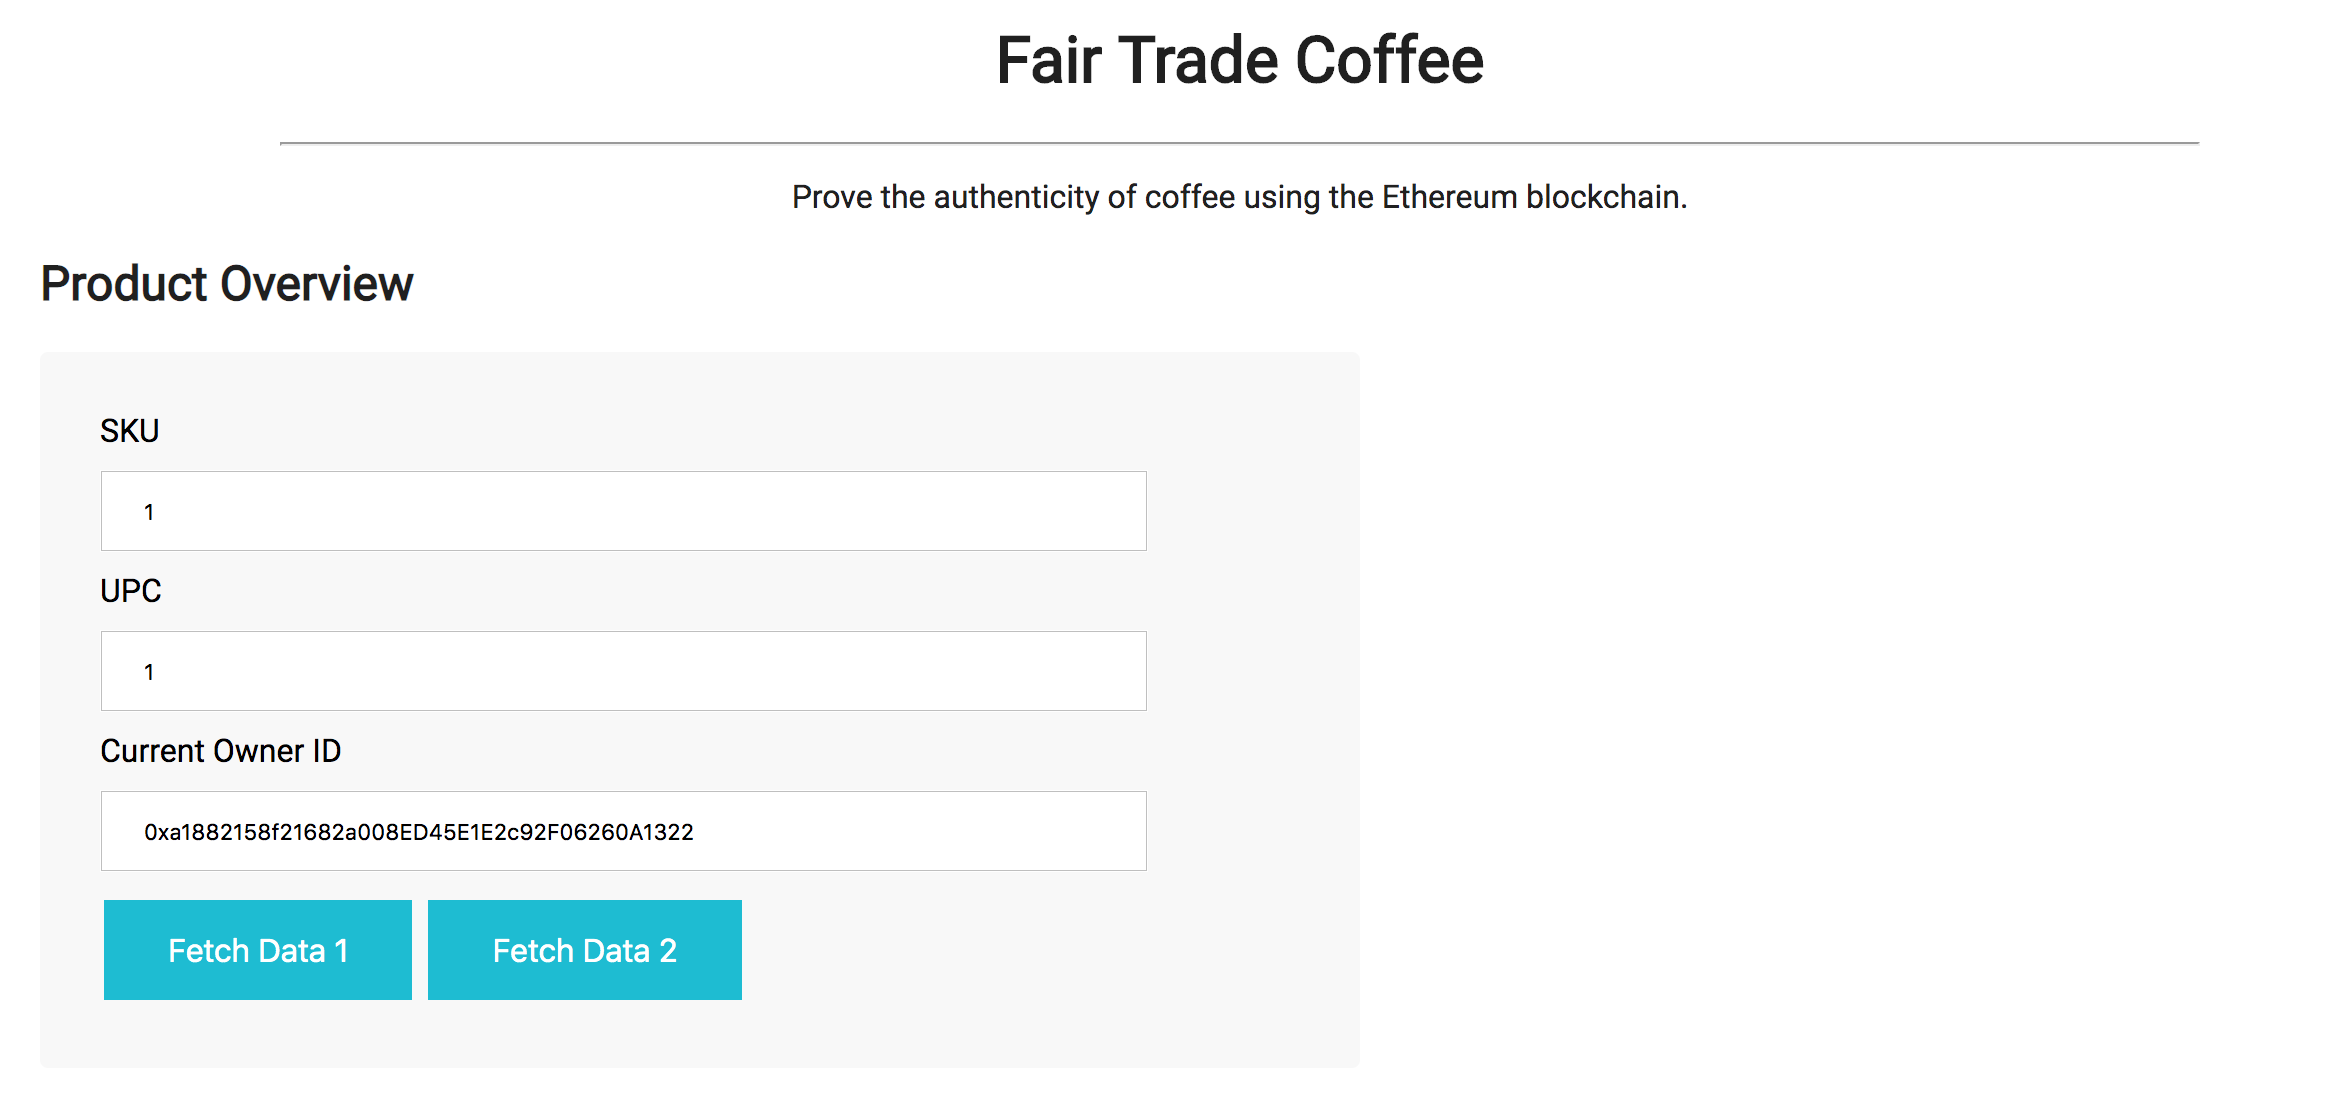 Fair Trade Coffee
Prove the authenticity of coffee using the Ethereum blockchain.
Product Overview
SKU
1
UPC
1
Current Owner ID
0xa1882158f21682a008ED45E1E2c92F06260A1322
Fetch Data 1 Fetch Data 2